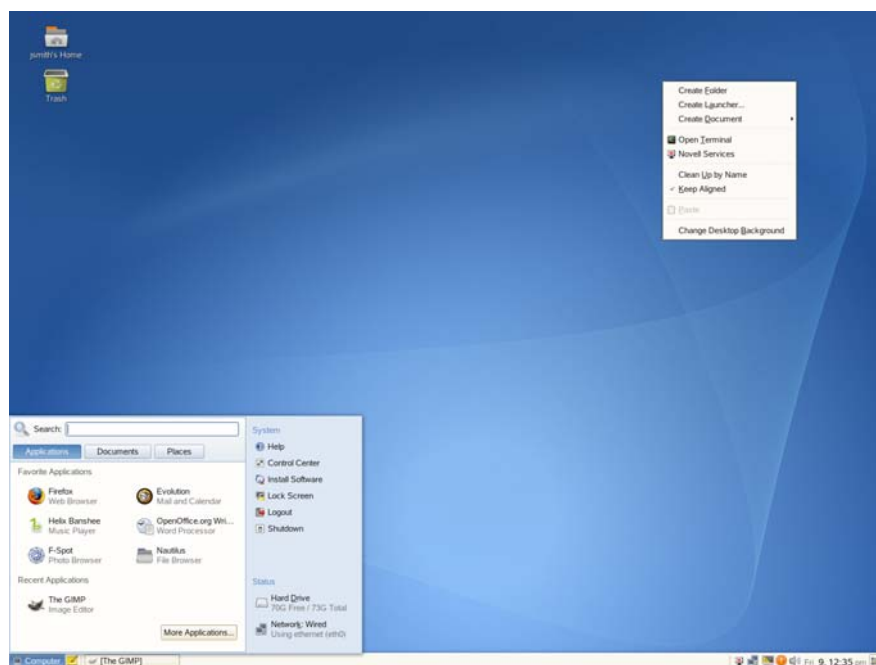 jsmith's Home
Trash
Create Folder
Create Launcher...
Create Document
Open Terminal
Novell Services
Clean Up by Name
Keep Aligned
Paste
Change Desktop Background
Search:
Applications
Documents
Places
Favorite Applications
Firefox
Web Browser
Evolution
Mail and Calendar
Helix Banshee
Music Player
OpenOffice.org Wri...
Word Processor
F-Spot
Photo Browser
Nautilus
File Browser
Recent Applications
The GIMP
Image Editor
More Applications...
System
Help
Control Center
Install Software
Lock Screen
Logout
Shutdown
Status
Hard Drive
70G Free / 73G Total
Network: Wired
Using ethernet (eth0)
Computer
[The GIMP]
Fri 9, 12:35 pm